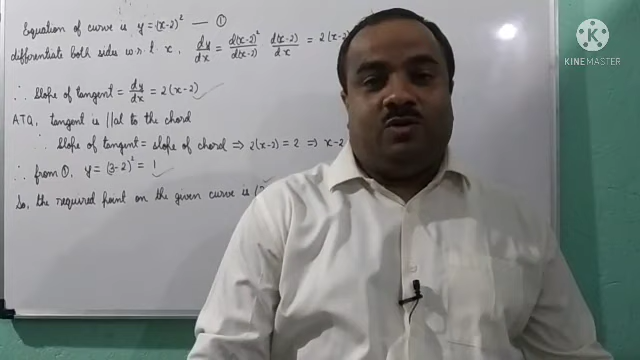 Equation of curve is y = (x-2)² — ①
differentiate both sides w.r.t. x, dy/dx = d(x-2)²/d(x-2) d(x-2)/dx = 2(x-2)
∴ Slope of tangent = dy/dx = 2(x-2)
ATQ, tangent is ||al to the chord
∴ Slope of tangent = slope of chord ⇒ 2(x-2) = 2 ⇒ x-2
∴ from ①, y = (3-2)² = 1
So, the required point on the given curve is (3
KINEMASTER